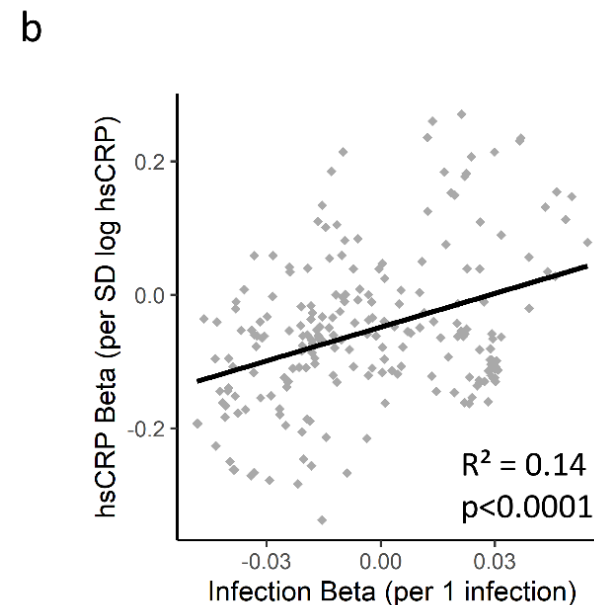 b
hsCRP Beta (per SD log hsCRP)
0.2
0.0
-0.2
R² = 0.14
p<0.0001
-0.03 0.00 0.03
Infection Beta (per 1 infection)